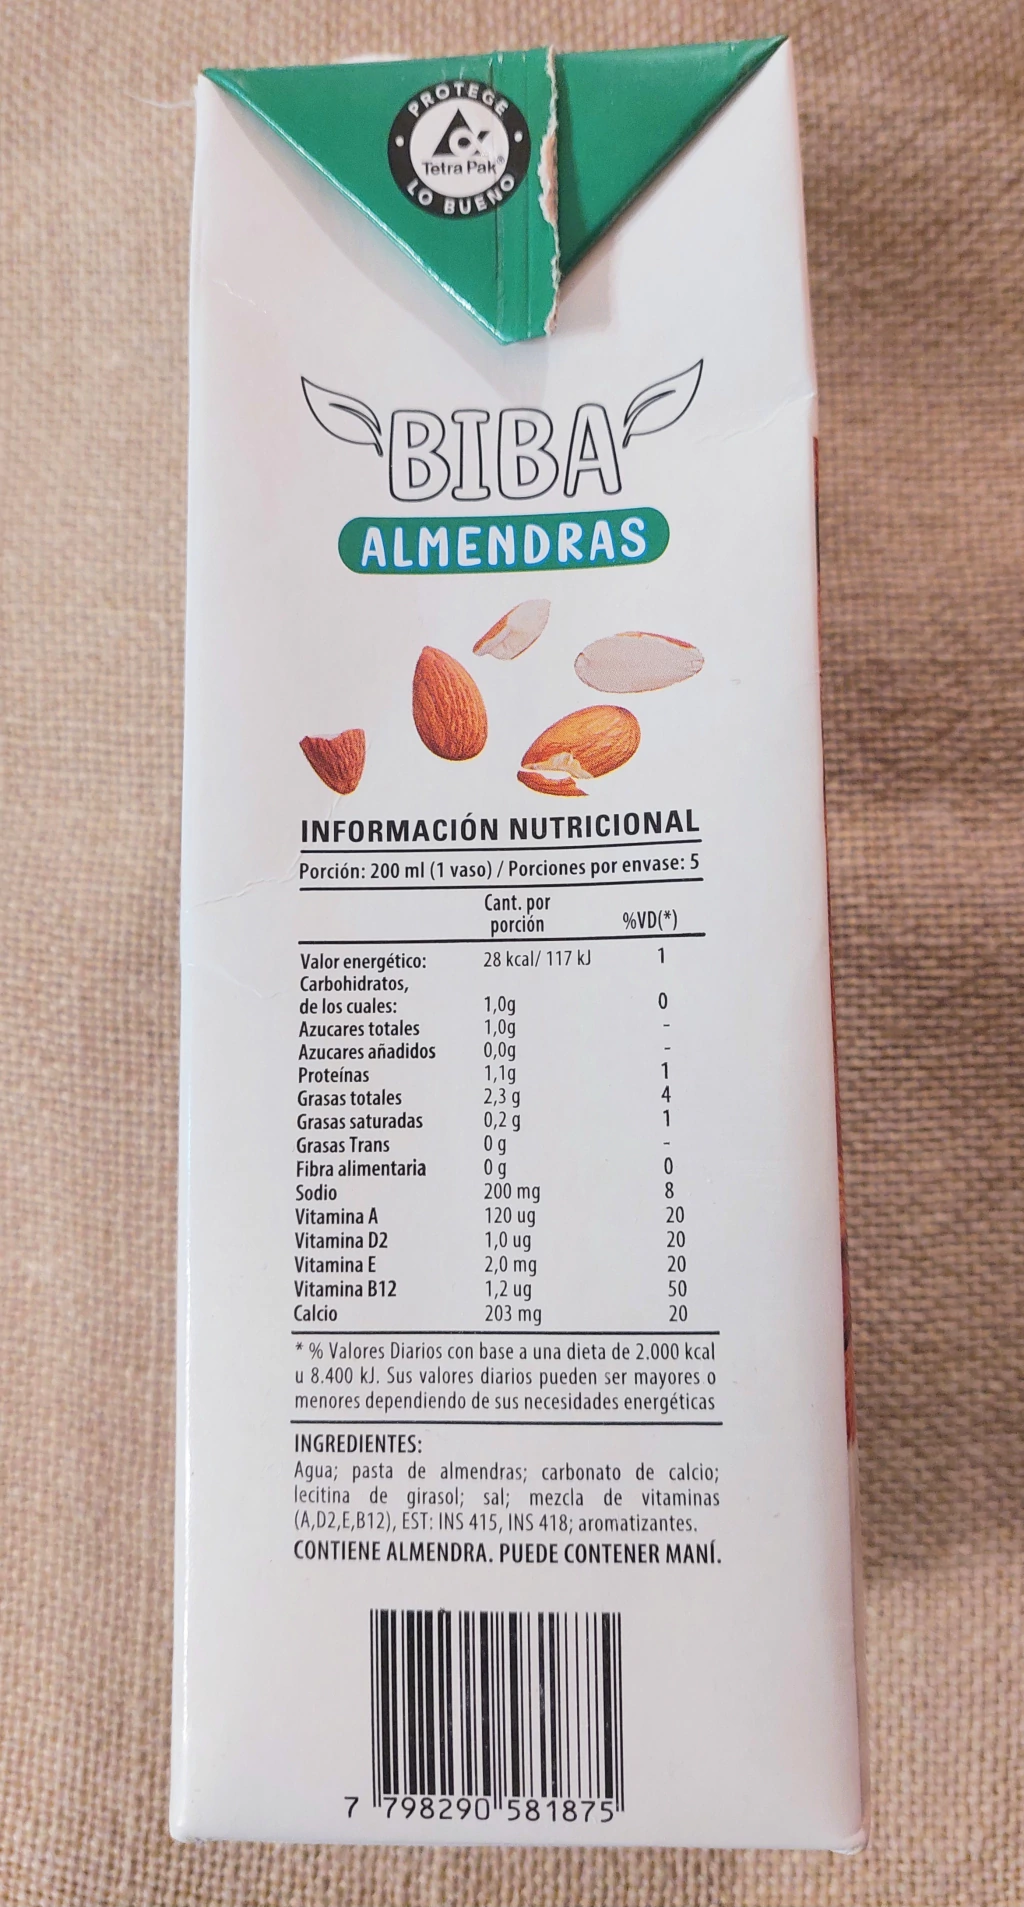 PROTEGE
Tetra Pak®
LO BUENO
BIBA
ALMENDRAS
INFORMACIÓN NUTRICIONAL
Porción: 200 ml (1 vaso) / Porciones por envase: 5
Cant. por porción %VD(*)
Valor energético: 28 kcal/ 117 kJ 1
Carbohidratos,
de los cuales: 1,0g 0
Azucares totales 1,0g -
Azucares añadidos 0,0g -
Proteínas 1,1g 1
Grasas totales 2,3 g 4
Grasas saturadas 0,2 g 1
Grasas Trans 0 g -
Fibra alimentaria 0 g 0
Sodio 200 mg 8
Vitamina A 120 ug 20
Vitamina D2 1,0 ug 20
Vitamina E 2,0 mg 20
Vitamina B12 1,2 ug 50
Calcio 203 mg 20
* % Valores Diarios con base a una dieta de 2.000 kcal
u 8.400 kJ. Sus valores diarios pueden ser mayores o
menores dependiendo de sus necesidades energéticas
INGREDIENTES:
Agua; pasta de almendras; carbonato de calcio;
lecitina de girasol; sal; mezcla de vitaminas
(A,D2,E,B12), EST: INS 415, INS 418; aromatizantes.
CONTIENE ALMENDRA. PUEDE CONTENER MANÍ.
7 798290 581875